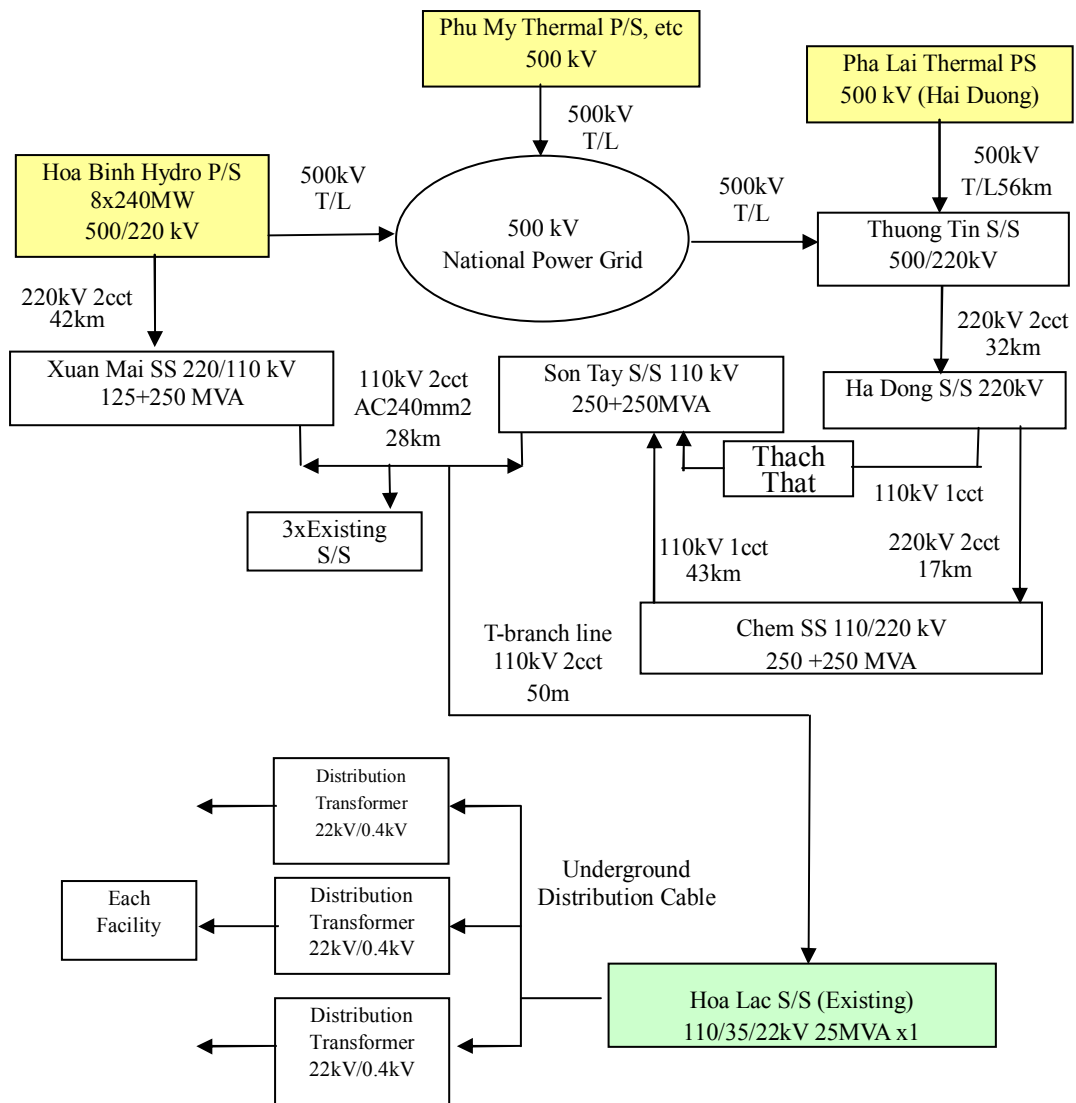 Phu My Thermal P/S, etc
500 kV
Pha Lai Thermal PS
500 kV (Hai Duong)
500kV
T/L
500kV
T/L56km
Hoa Binh Hydro P/S
8x240MW
500/220 kV
500kV
T/L
500kV
T/L
500 kV
National Power Grid
Thuong Tin S/S
500/220kV
220kV 2cct
42km
220kV 2cct
32km
Xuan Mai SS 220/110 kV
125+250 MVA
110kV 2cct
AC240mm2
28km
Son Tay S/S 110 kV
250+250MVA
Ha Dong S/S 220kV
Thach
That
110kV 1cct
3xExisting
S/S
110kV 1cct
43km
220kV 2cct
17km
Chem SS 110/220 kV
250 +250 MVA
T-branch line
110kV 2cct
50m
Distribution
Transformer
22kV/0.4kV
Underground
Distribution Cable
Each
Facility
Distribution
Transformer
22kV/0.4kV
Hoa Lac S/S (Existing)
110/35/22kV 25MVA x1
Distribution
Transformer
22kV/0.4kV